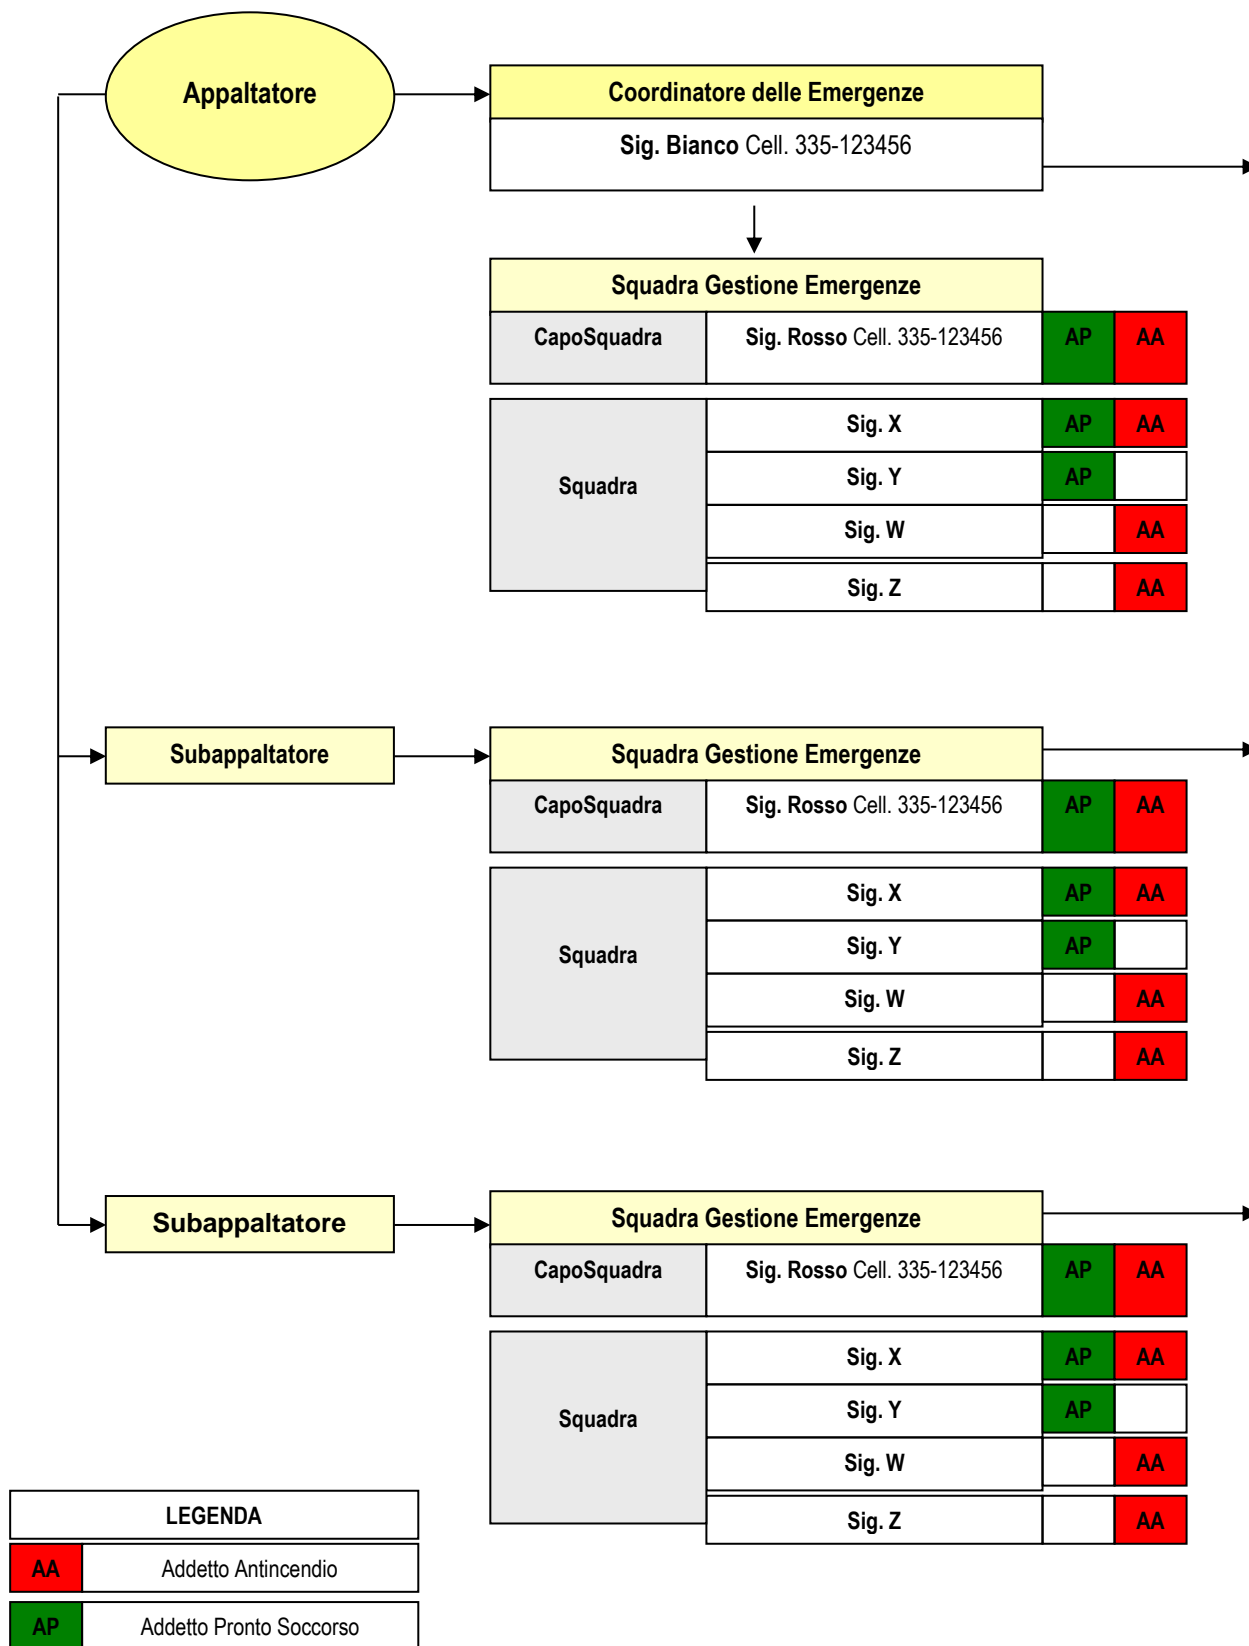 Appaltatore
Coordinatore delle Emergenze
Sig. Bianco Cell. 335-123456
Squadra Gestione Emergenze
CapoSquadra
Sig. Rosso Cell. 335-123456
AP
AA
Squadra
Sig. X
AP
AA
Sig. Y
AP
Sig. W
AA
Sig. Z
AA
Subappaltatore
Squadra Gestione Emergenze
CapoSquadra
Sig. Rosso Cell. 335-123456
AP
AA
Squadra
Sig. X
AP
AA
Sig. Y
AP
Sig. W
AA
Sig. Z
AA
Subappaltatore
Squadra Gestione Emergenze
CapoSquadra
Sig. Rosso Cell. 335-123456
AP
AA
Squadra
Sig. X
AP
AA
Sig. Y
AP
Sig. W
AA
Sig. Z
AA
LEGENDA
AA
Addetto Antincendio
AP
Addetto Pronto Soccorso